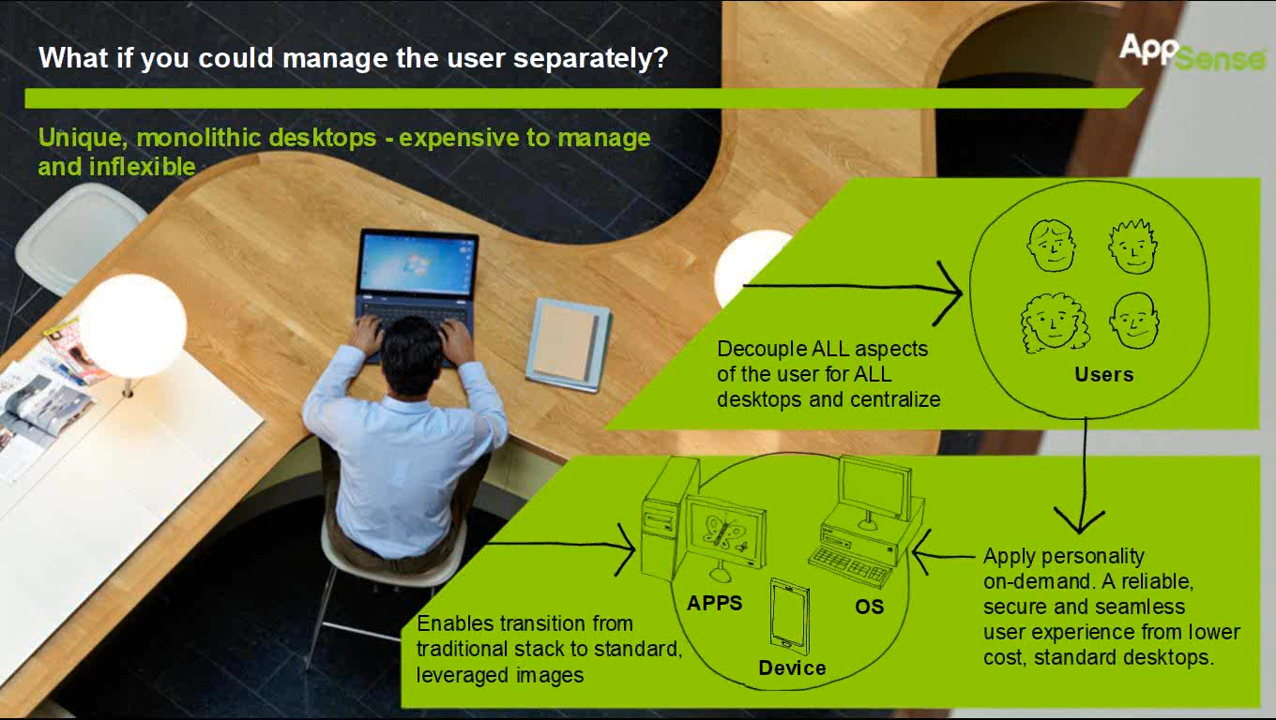 What if you could manage the user separately?
AppSense
Unique, monolithic desktops - expensive to manage
and inflexible
Decouple ALL aspects
of the user for ALL
desktops and centralize
Users
Apply personality
on-demand. A reliable,
secure and seamless
user experience from lower
cost, standard desktops.
APPS
OS
Device
Enables transition from
traditional stack to standard,
leveraged images